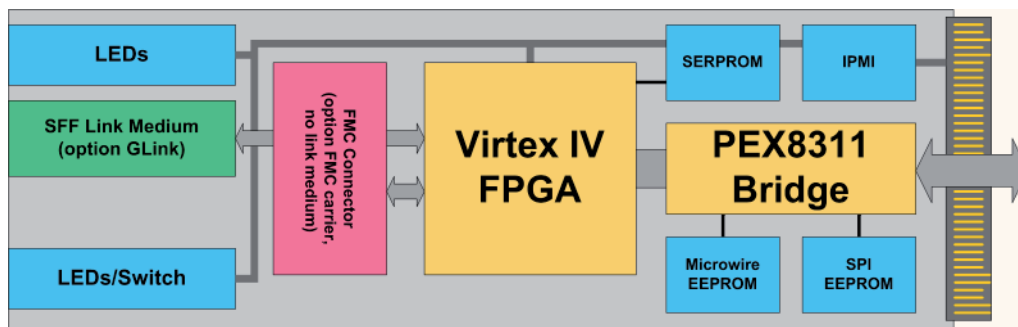 LEDs
SFF Link Medium
(option GLink)
LEDs/Switch
FMC Connector
(option FMC carrier,
no link medium)
Virtex IV
FPGA
SERPROM
IPMI
PEX8311
Bridge
Microwire
EEPROM
SPI
EEPROM